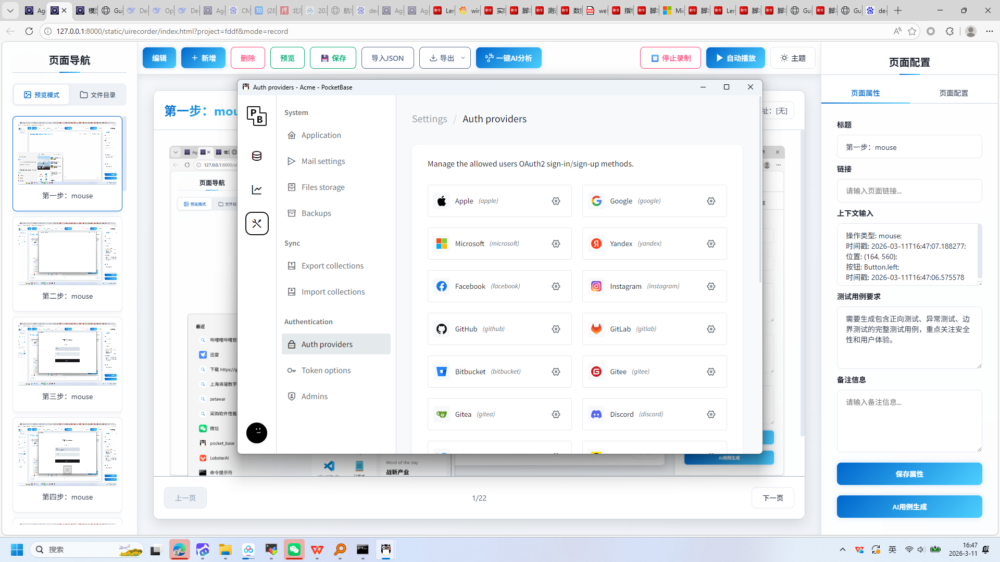 127.0.0.1:8000/static/uirecorder/index.html?project=fddf&mode=record
页面导航
预览模式
文件目录
第一步：mouse
第二步：mouse
第三步：mouse
第四步：mouse
编辑
新增
删除
预览
保存
导入JSON
导出
一键AI分析
停止录制
自动播放
主题
第一步：mou
址：[无]
页面导航
预览模式
文件目
127.0.0.1:8000/st
最近
哔哩哔哩哔官
迅雷
下载 https://g
zetawar
采购软件性能
微信
pocket_base
LobsterAI
命令提示符
Word of the day
战新产业
AI用例生成
Auth providers - Acme - PocketBase
System
Application
Mail settings
Files storage
Backups
Sync
Export collections
Import collections
Authentication
Auth providers
Token options
Admins
Settings / Auth providers
Manage the allowed users OAuth2 sign-in/sign-up methods.
Apple (apple)
Google (google)
Microsoft (microsoft)
Yandex (yandex)
Facebook (facebook)
Instagram (instagram)
GitHub (github)
GitLab (gitlab)
Bitbucket (bitbucket)
Gitee (gitee)
Gitea (gitea)
Discord (discord)
上一页
1/22
下一页
页面配置
页面属性
页面配置
标题
第一步：mouse
链接
请输入页面链接...
上下文输入
操作类型: mouse;
时间戳: 2026-03-11T16:47:07.188277;
位置: (164, 560);
按钮: Button.left;
时间戳: 2026-03-11T16:47:06.575578
测试用例要求
需要生成包含正向测试、异常测试、边
界测试的完整测试用例，重点关注安全
性和用户体验。
备注信息
请输入备注信息...
保存属性
AI用例生成
搜索
英
16:47
2026-3-11